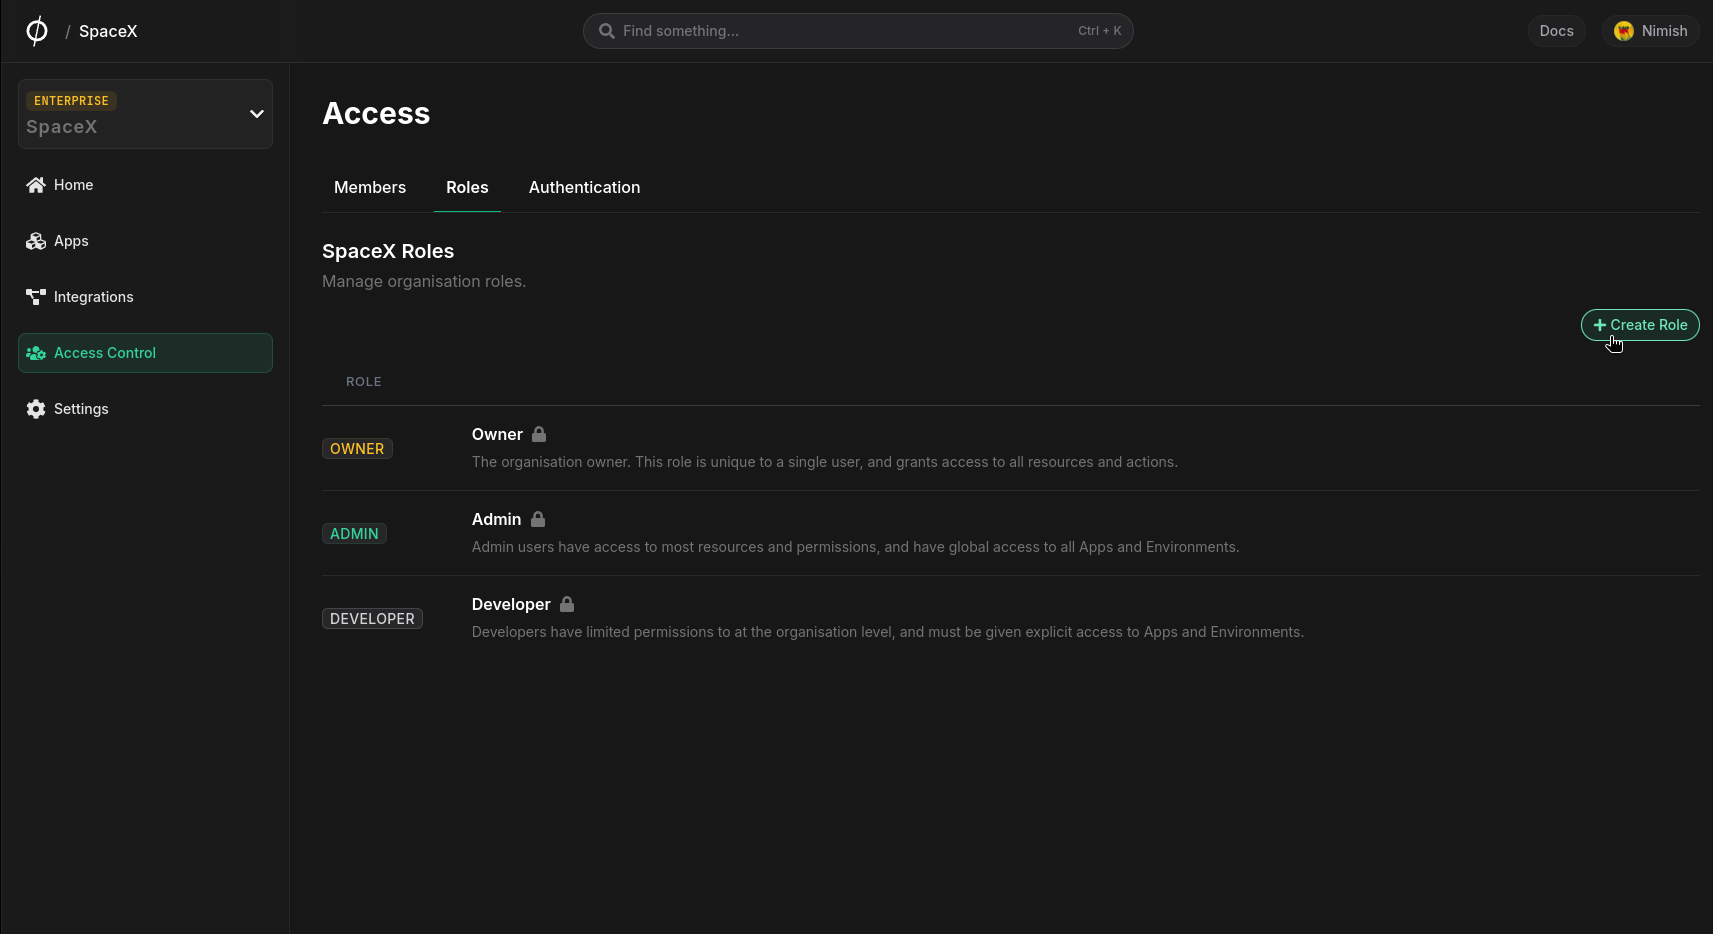 / SpaceX
Find something...
Ctrl + K
Docs
Nimish
ENTERPRISE
SpaceX
Home
Apps
Integrations
Access Control
Settings
Access
Members
Roles
Authentication
SpaceX Roles
Manage organisation roles.
+ Create Role
ROLE
OWNER
Owner
The organisation owner. This role is unique to a single user, and grants access to all resources and actions.
ADMIN
Admin
Admin users have access to most resources and permissions, and have global access to all Apps and Environments.
DEVELOPER
Developer
Developers have limited permissions to at the organisation level, and must be given explicit access to Apps and Environments.